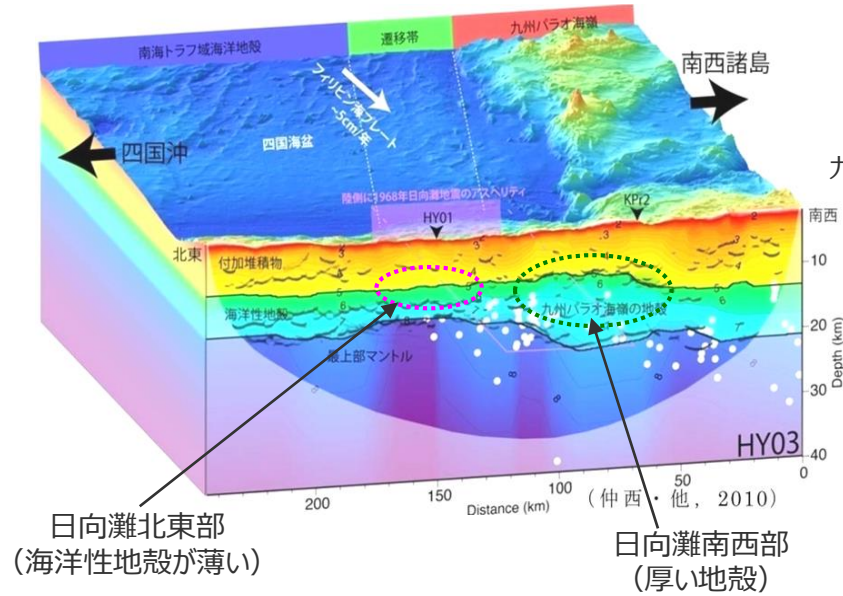 南海トラフ域海洋地殻
遷移帯
九州パラオ海嶺
南西諸島
フィリピン海プレート
~5cm/年
四国海盆
四国沖
陸側に1968年日向灘地震のアスペリティ
HY01
KPr2
南西
北東
付加堆積物
海洋性地殻
九州パラオ海嶺の地殻
最上部マントル
10
20
30
40
Depth (km)
HY03
200
150
100
50
0
Distance (km)
(仲西・他, 2010)
日向灘北東部
(海洋性地殻が薄い)
日向灘南西部
(厚い地殻)